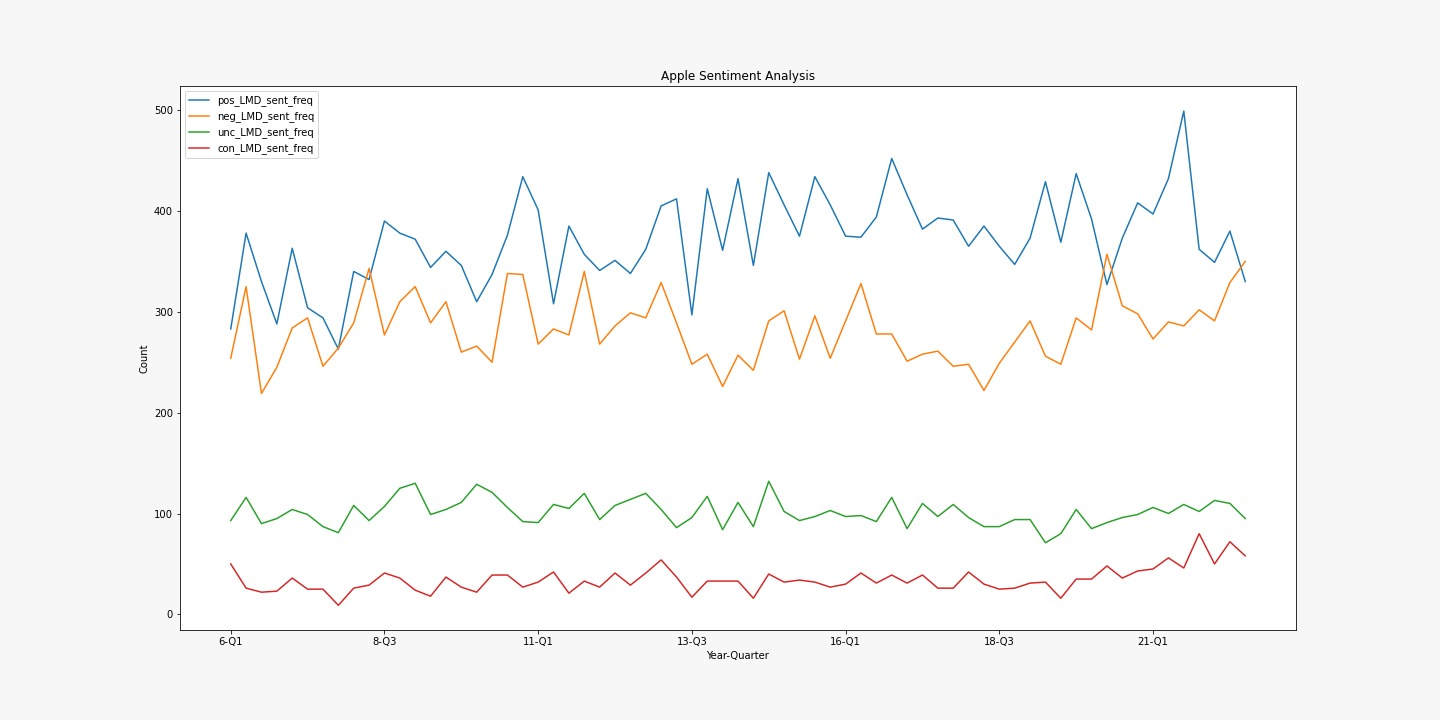 Apple Sentiment Analysis
pos_LMD_sent_freq
neg_LMD_sent_freq
unc_LMD_sent_freq
con_LMD_sent_freq
500
400
300
200
100
0
Count
6-Q1 8-Q3 11-Q1 13-Q3 16-Q1 18-Q3 21-Q1
Year-Quarter